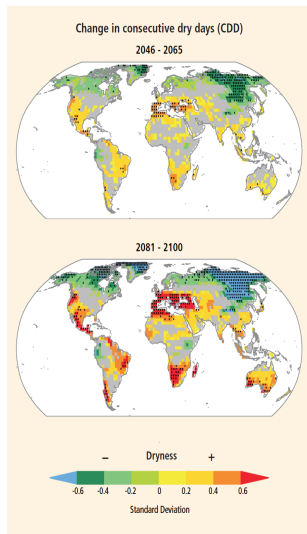 Change in consecutive dry days (CDD)
2046 - 2065
2081 - 2100
− Dryness +
-0.6 -0.4 -0.2 0 0.2 0.4 0.6
Standard Deviation